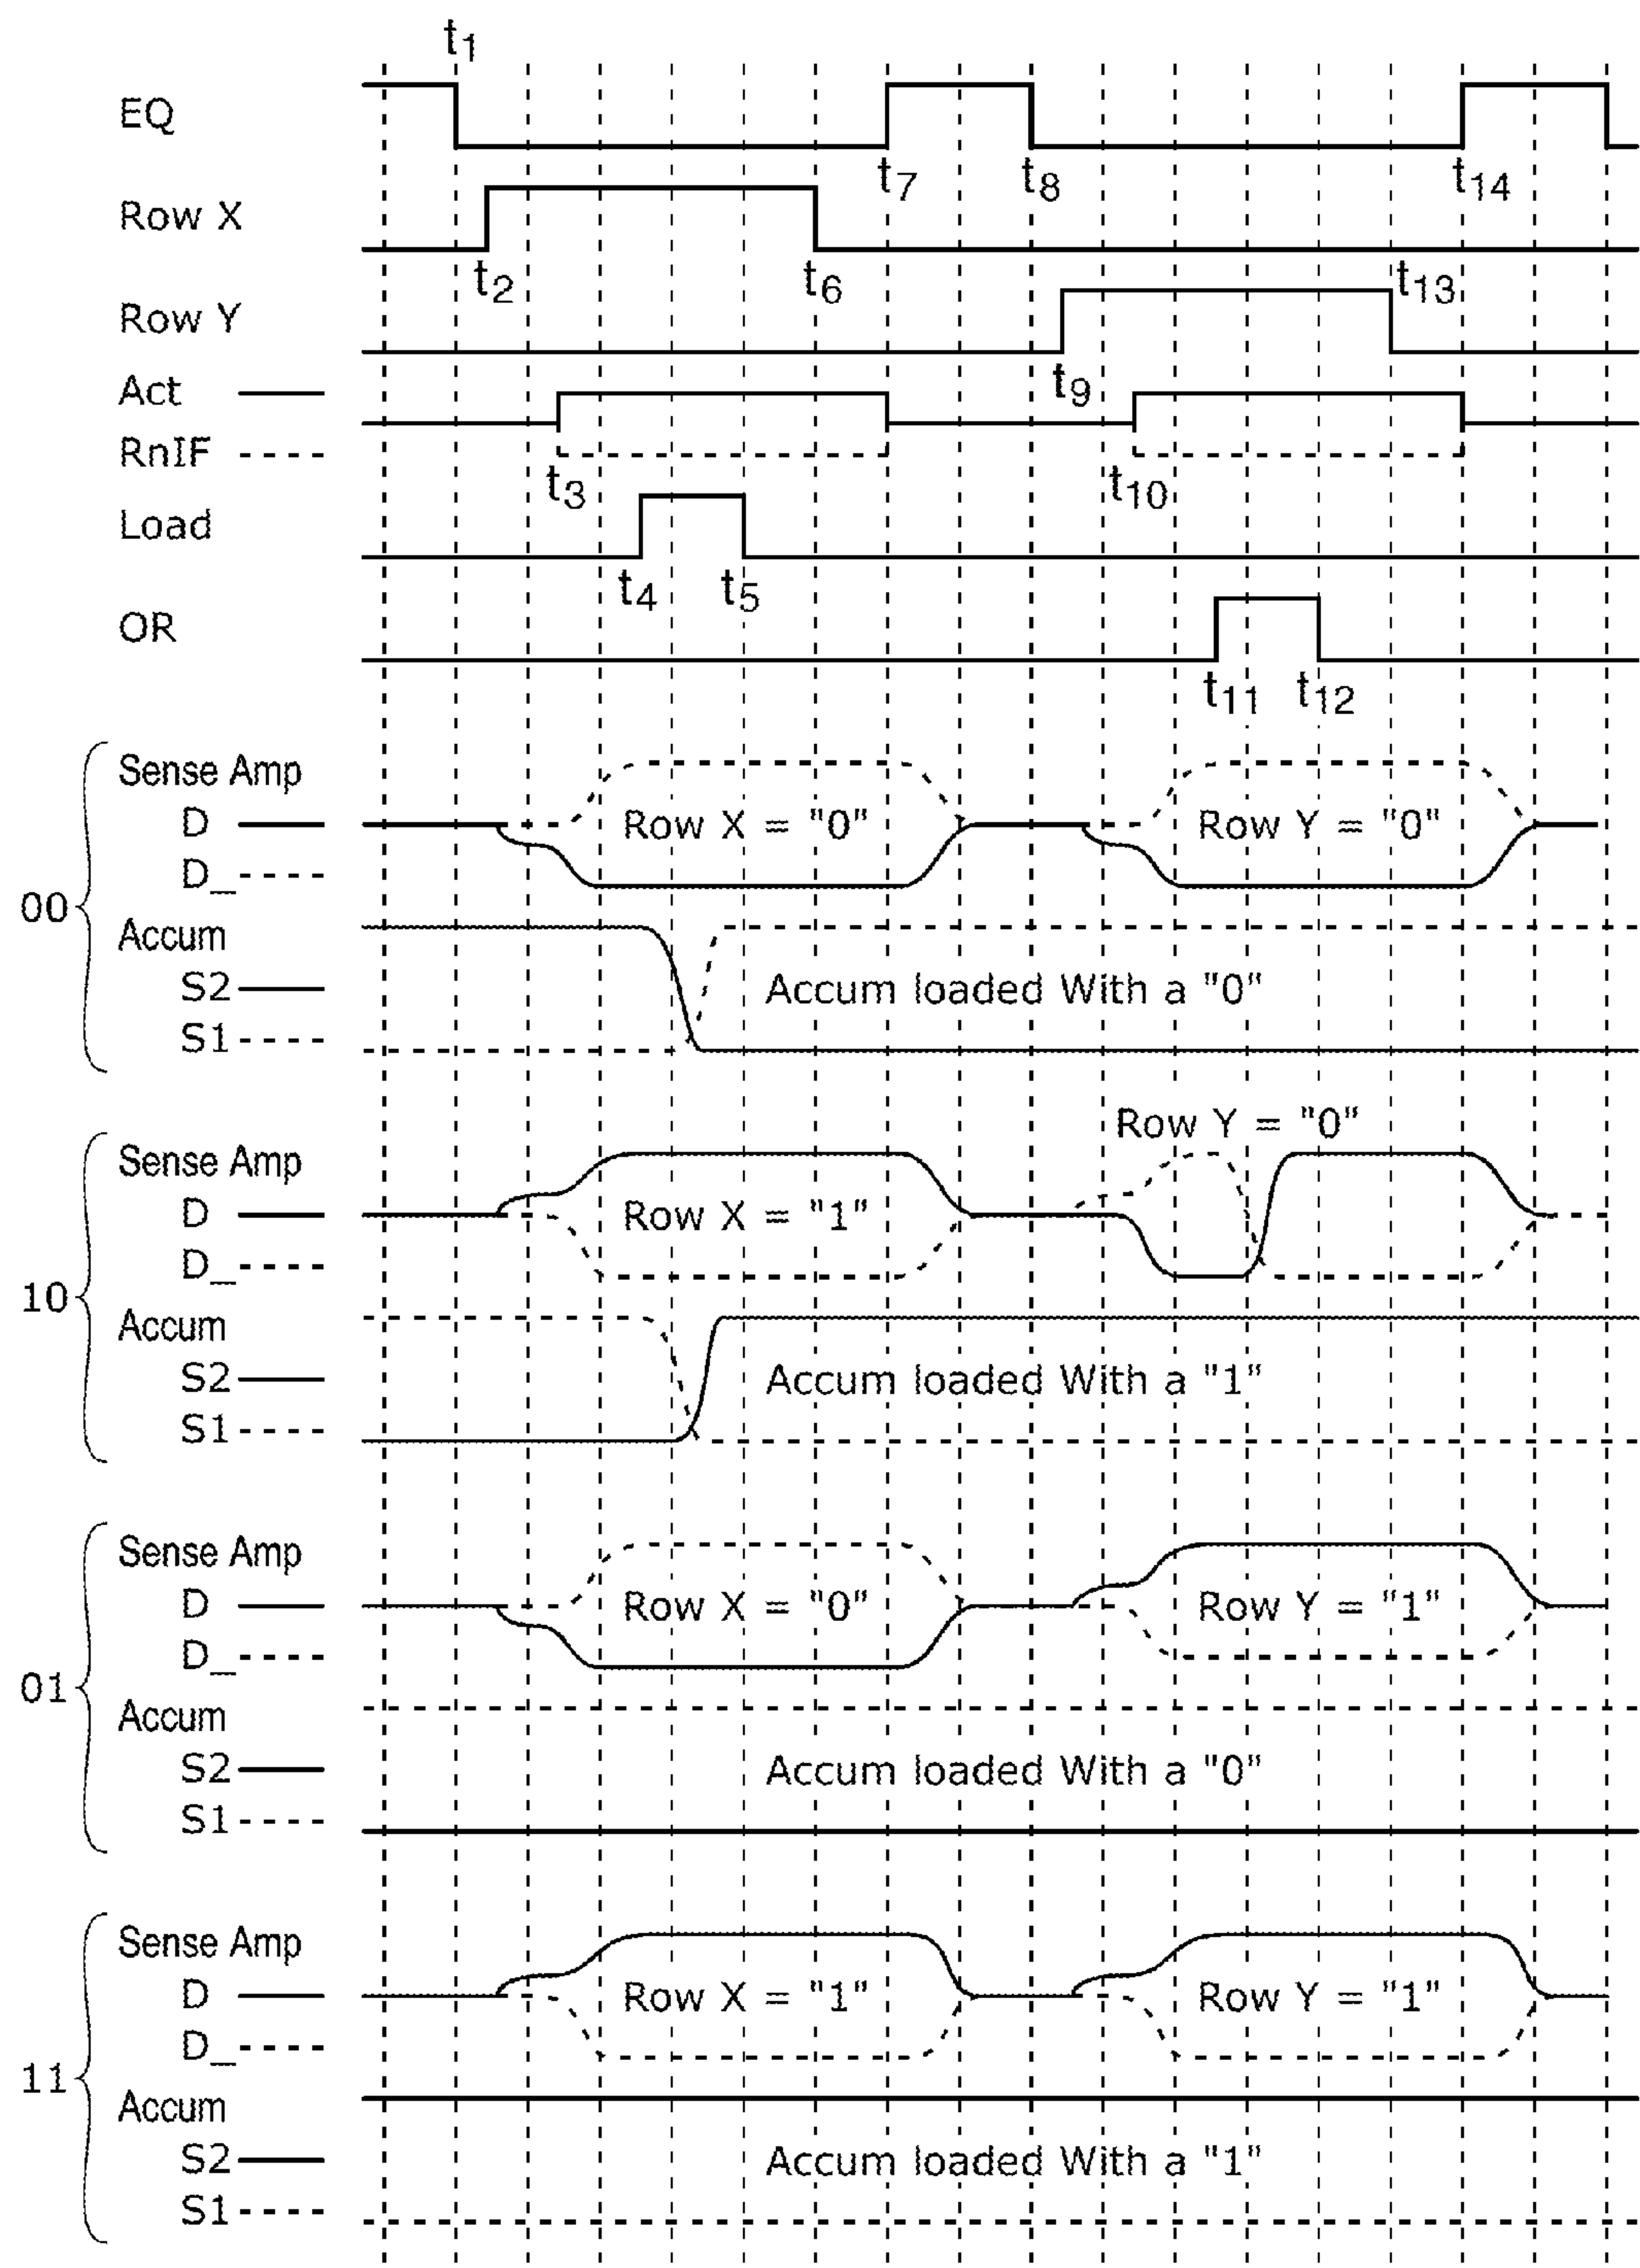 t1
EQ
t7 t8 t14
Row X
t2 t6 t13
Row Y
t9
Act
RnIF
t3 t10
Load
t4 t5
OR
t11 t12
00
Sense Amp
D
D_
Row X = "0" Row Y = "0"
Accum
S2
S1
Accum loaded With a "0"
Row Y = "0"
10
Sense Amp
D
D_
Row X = "1"
Accum
S2
S1
Accum loaded With a "1"
01
Sense Amp
D
D_
Row X = "0" Row Y = "1"
Accum
S2
S1
Accum loaded With a "0"
11
Sense Amp
D
D_
Row X = "1" Row Y = "1"
Accum
S2
S1
Accum loaded With a "1"